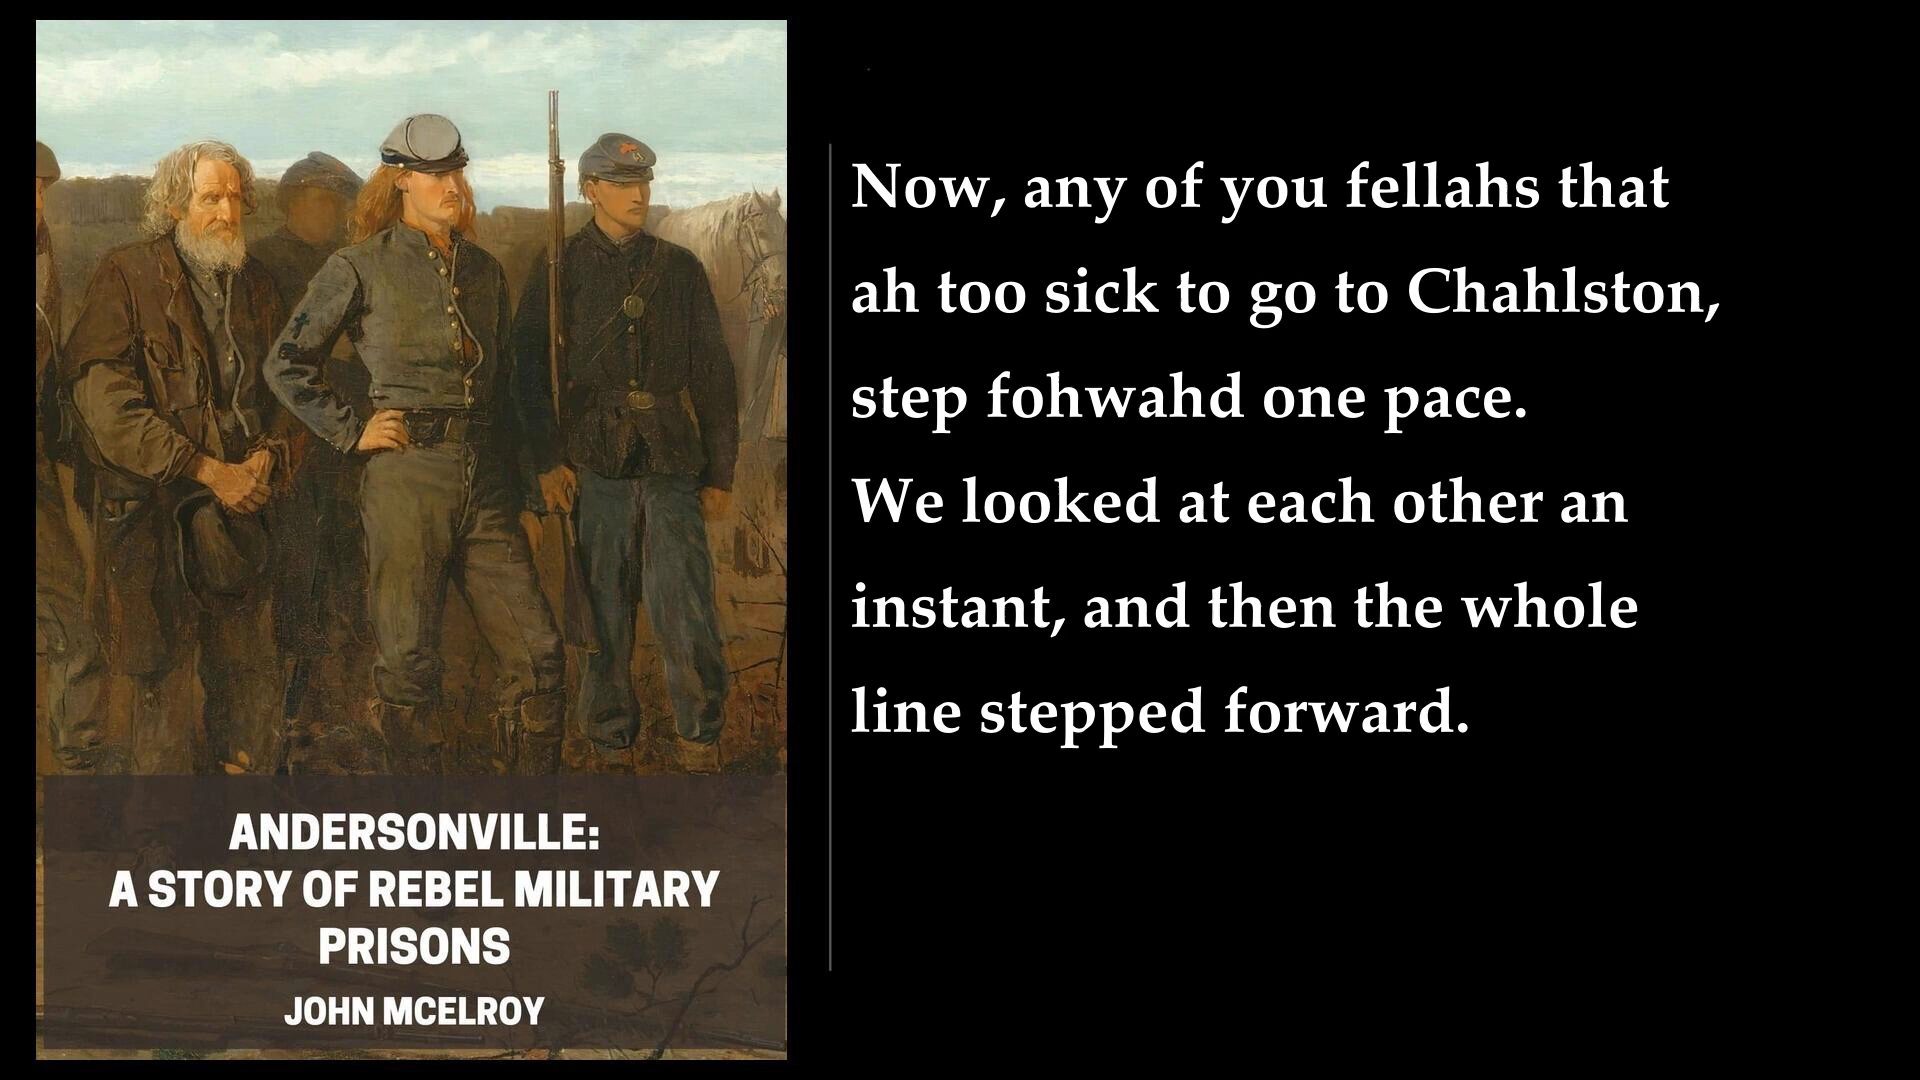 Now, any of you fellahs that
ah too sick to go to Chahlston,
step fohwahd one pace.
We looked at each other an
instant, and then the whole
line stepped forward.
ANDERSONVILLE:
A STORY OF REBEL MILITARY
PRISONS
JOHN MCELROY